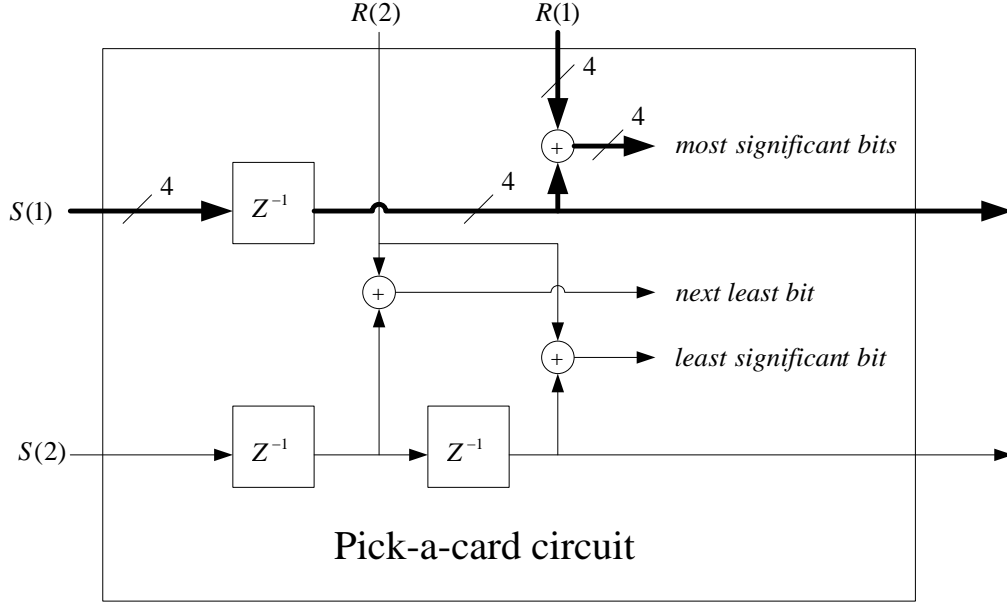 R(2)
R(1)
4
4
most significant bits
4
4
S(1)
Z⁻¹
next least bit
least significant bit
S(2)
Z⁻¹
Z⁻¹
Pick-a-card circuit
+
+
+